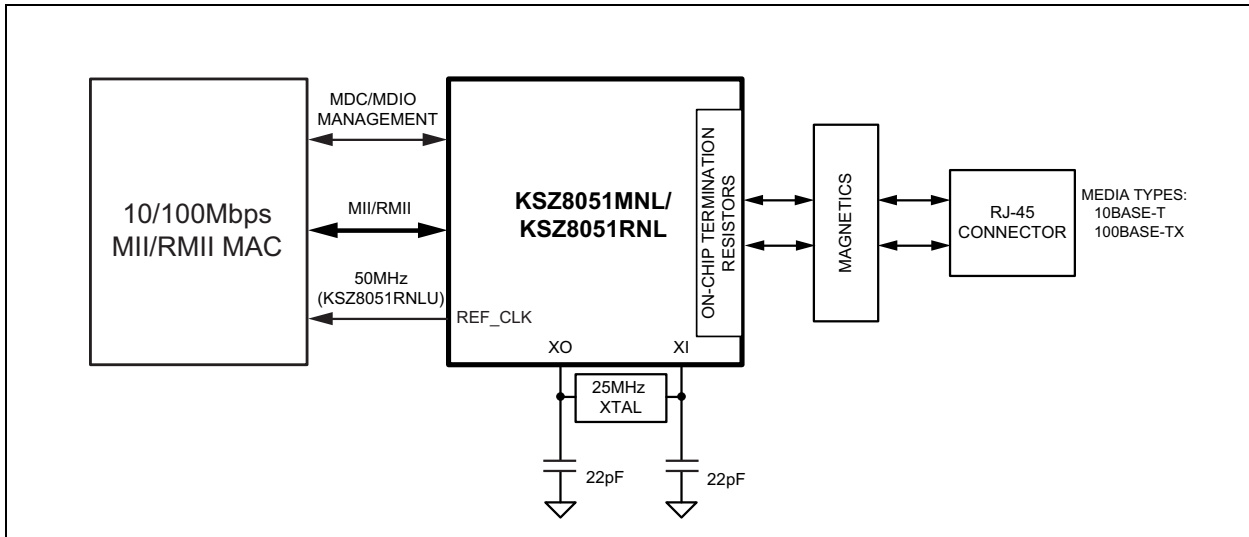 MDC/MDIO
MANAGEMENT
10/100Mbps
MII/RMII MAC
MII/RMII
50MHz
(KSZ8051RNLU)
REF_CLK
KSZ8051MNL/
KSZ8051RNL
XO
XI
ON-CHIP TERMINATION
RESISTORS
25MHz
XTAL
22pF
22pF
MAGNETICS
RJ-45
CONNECTOR
MEDIA TYPES:
10BASE-T
100BASE-TX